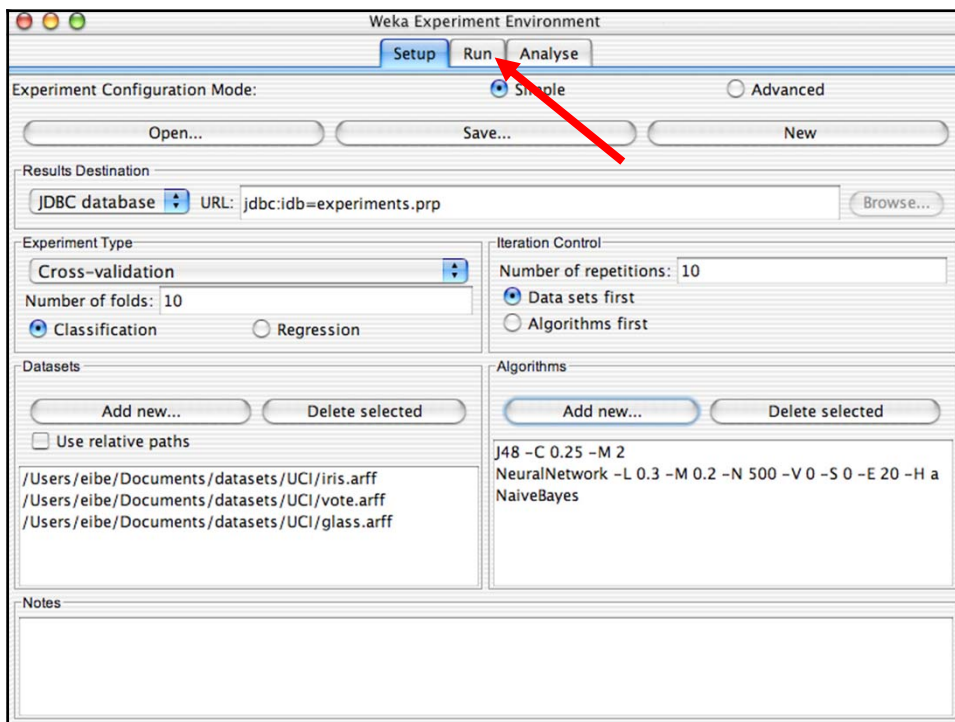 Weka Experiment Environment
Setup Run Analyse
Experiment Configuration Mode: Simple Advanced
Open... Save... New
Results Destination
JDBC database URL: jdbc:idb=experiments.prp Browse...
Experiment Type Iteration Control
Cross-validation Number of repetitions: 10
Number of folds: 10 Data sets first
Classification Regression Algorithms first
Datasets Algorithms
Add new... Delete selected Add new... Delete selected
Use relative paths
J48 -C 0.25 -M 2
/Users/eibe/Documents/datasets/UCI/iris.arff NeuralNetwork -L 0.3 -M 0.2 -N 500 -V 0 -S 0 -E 20 -H a
/Users/eibe/Documents/datasets/UCI/vote.arff NaiveBayes
/Users/eibe/Documents/datasets/UCI/glass.arff
Notes